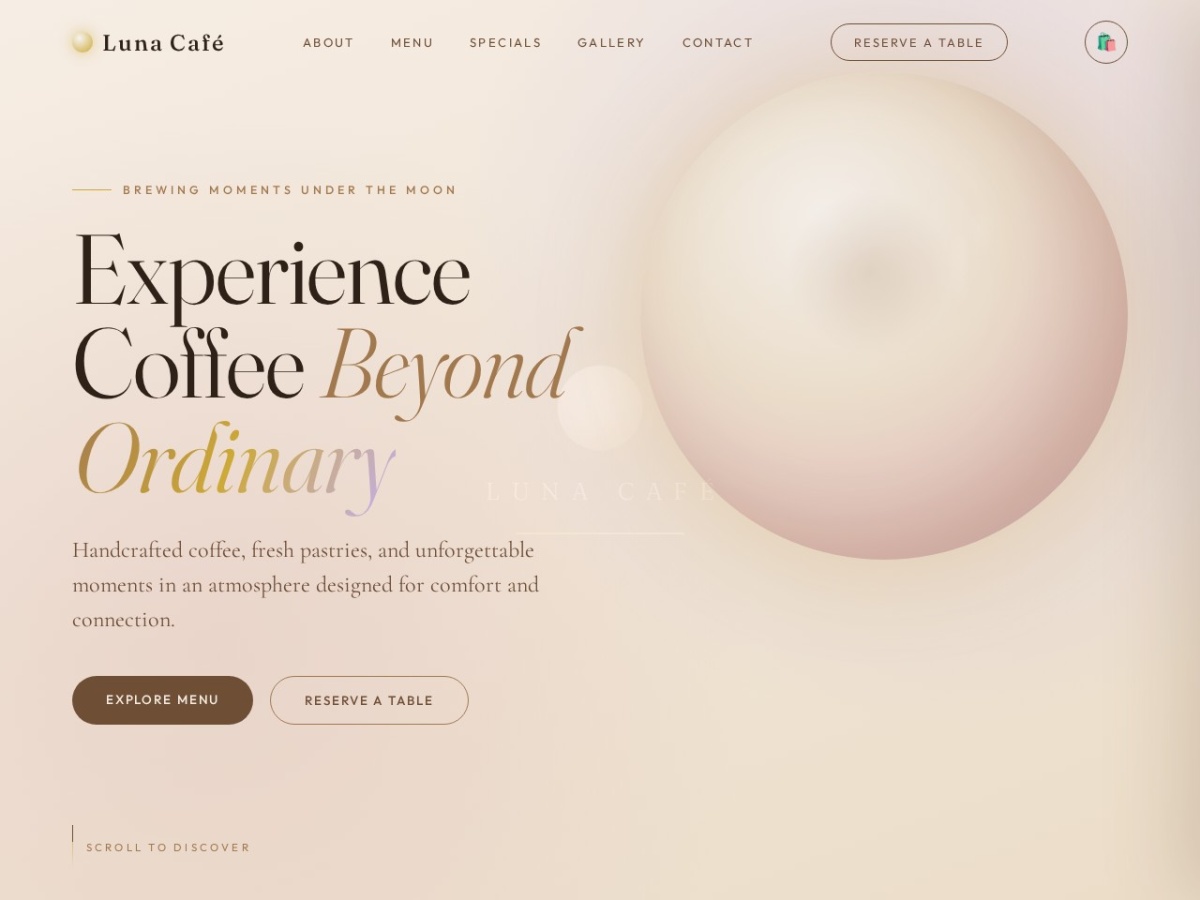 Luna Café
ABOUT MENU SPECIALS GALLERY CONTACT
RESERVE A TABLE
BREWING MOMENTS UNDER THE MOON
Experience
Coffee Beyond
Ordinary
LUNA CAFÉ
Handcrafted coffee, fresh pastries, and unforgettable
moments in an atmosphere designed for comfort and
connection.
EXPLORE MENU
RESERVE A TABLE
SCROLL TO DISCOVER